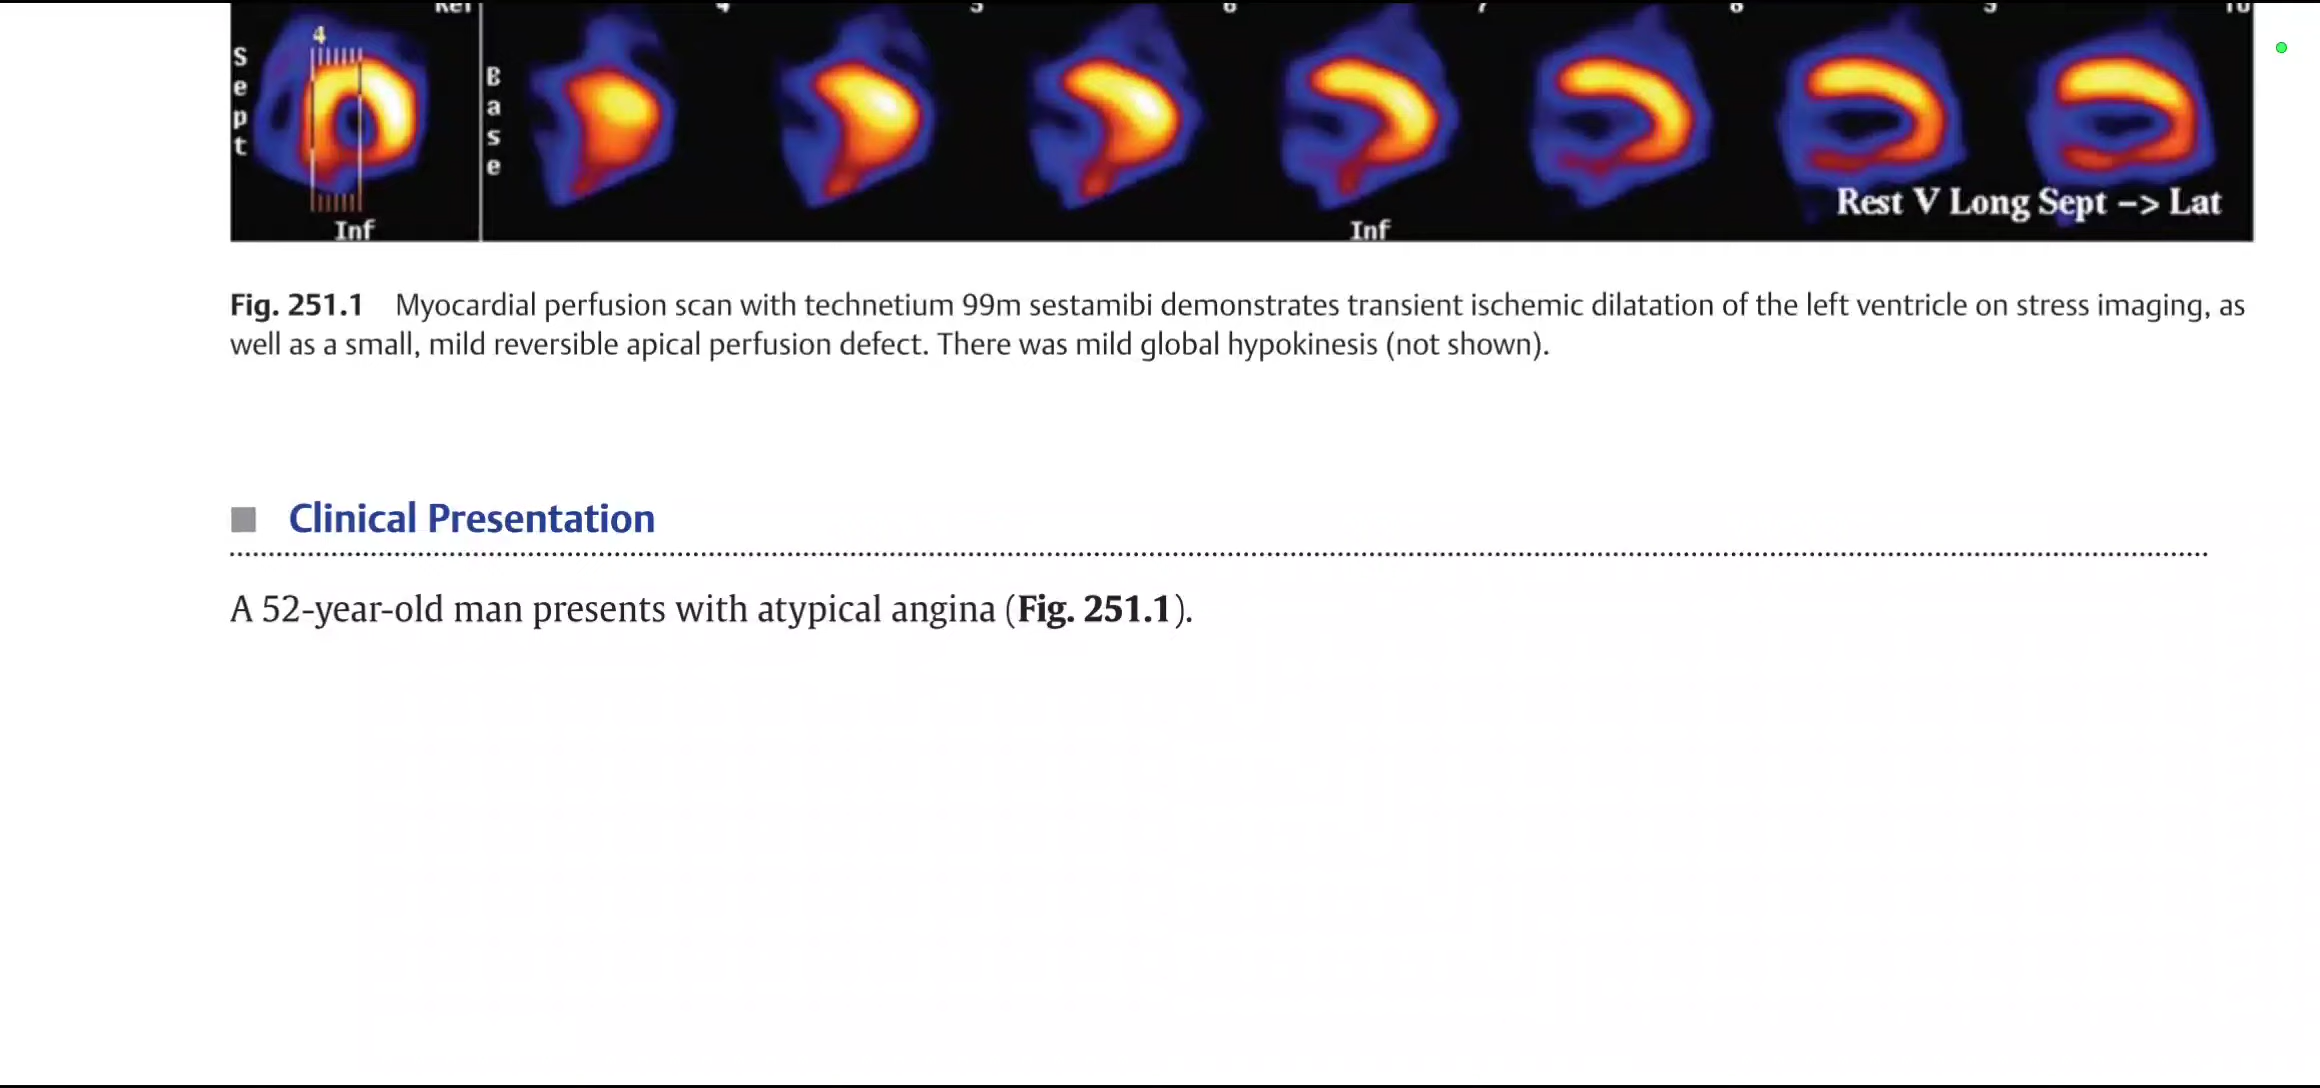 4
Sept
Base
Inf
Inf
Rest V Long Sept –> Lat
Fig. 251.1 Myocardial perfusion scan with technetium 99m sestamibi demonstrates transient ischemic dilatation of the left ventricle on stress imaging, as
well as a small, mild reversible apical perfusion defect. There was mild global hypokinesis (not shown).
Clinical Presentation
A 52-year-old man presents with atypical angina (Fig. 251.1).